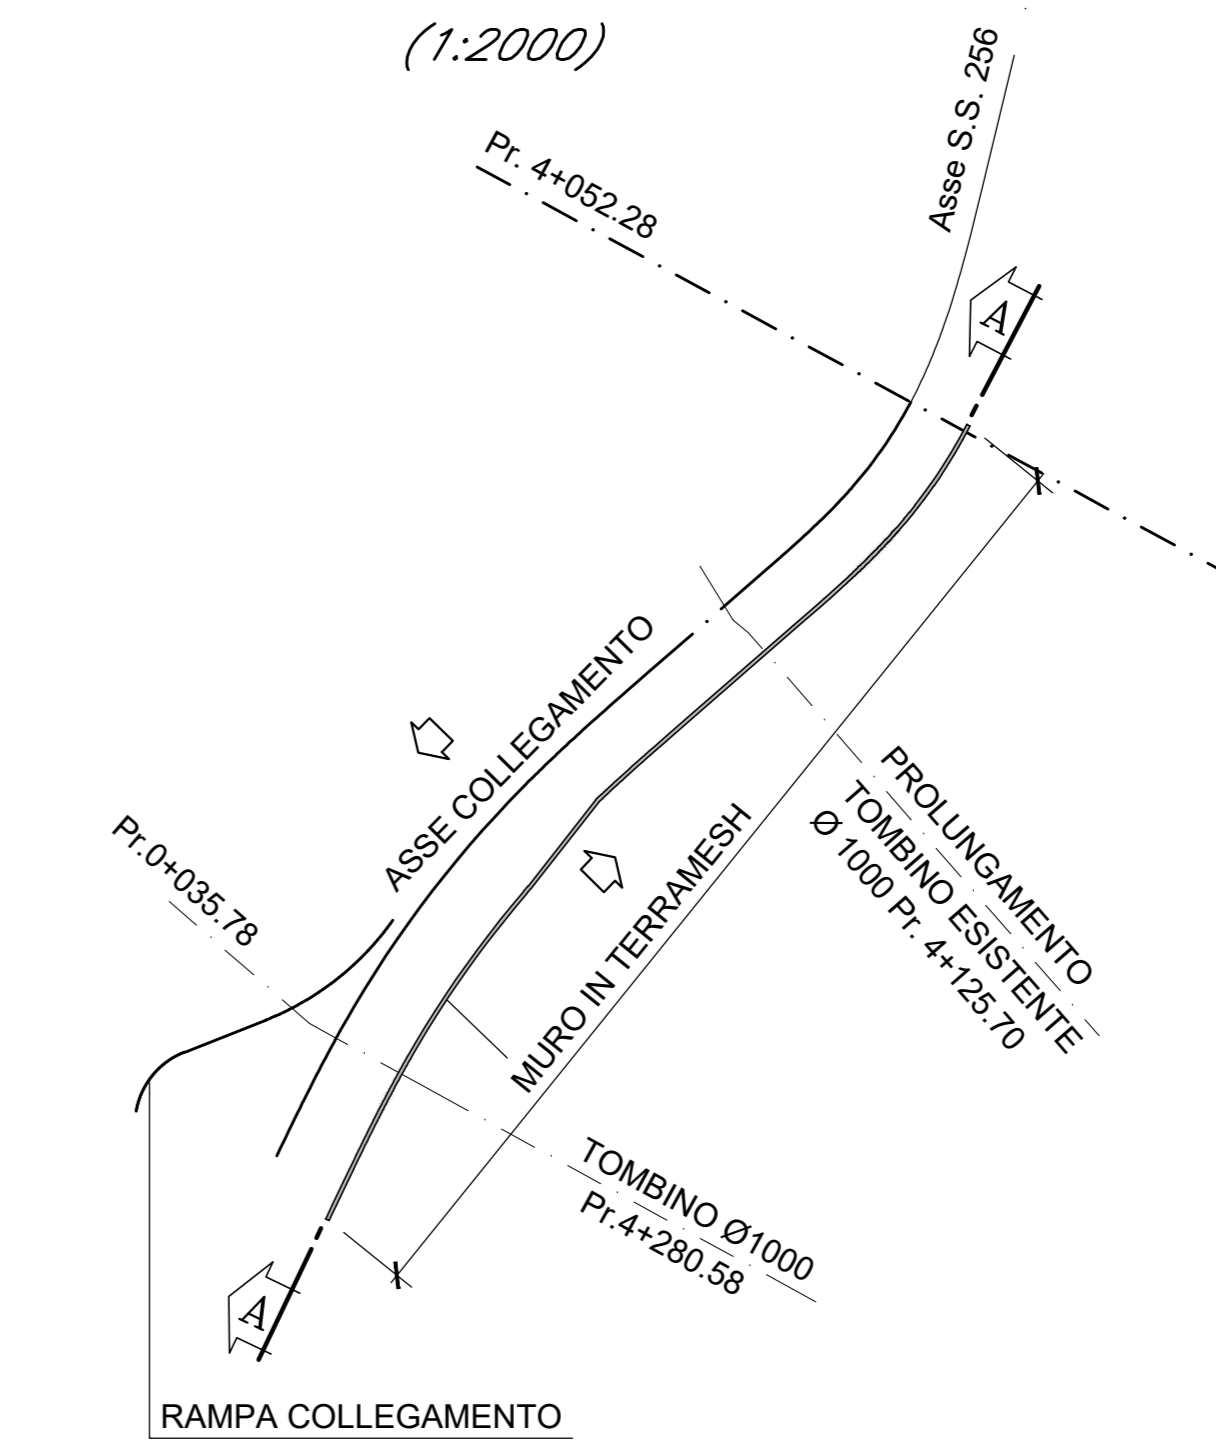 (1:2000)
Asse S.S. 256
Pr. 4+052.28
A
ASSE COLLEGAMENTO
PROLUNGAMENTO
TOMBINO ESISTENTE
Ø 1000 Pr. 4+125.70
Pr.0+035.78
MURO IN TERRAMESH
TOMBINO Ø1000
Pr.4+280.58
A
RAMPA COLLEGAMENTO